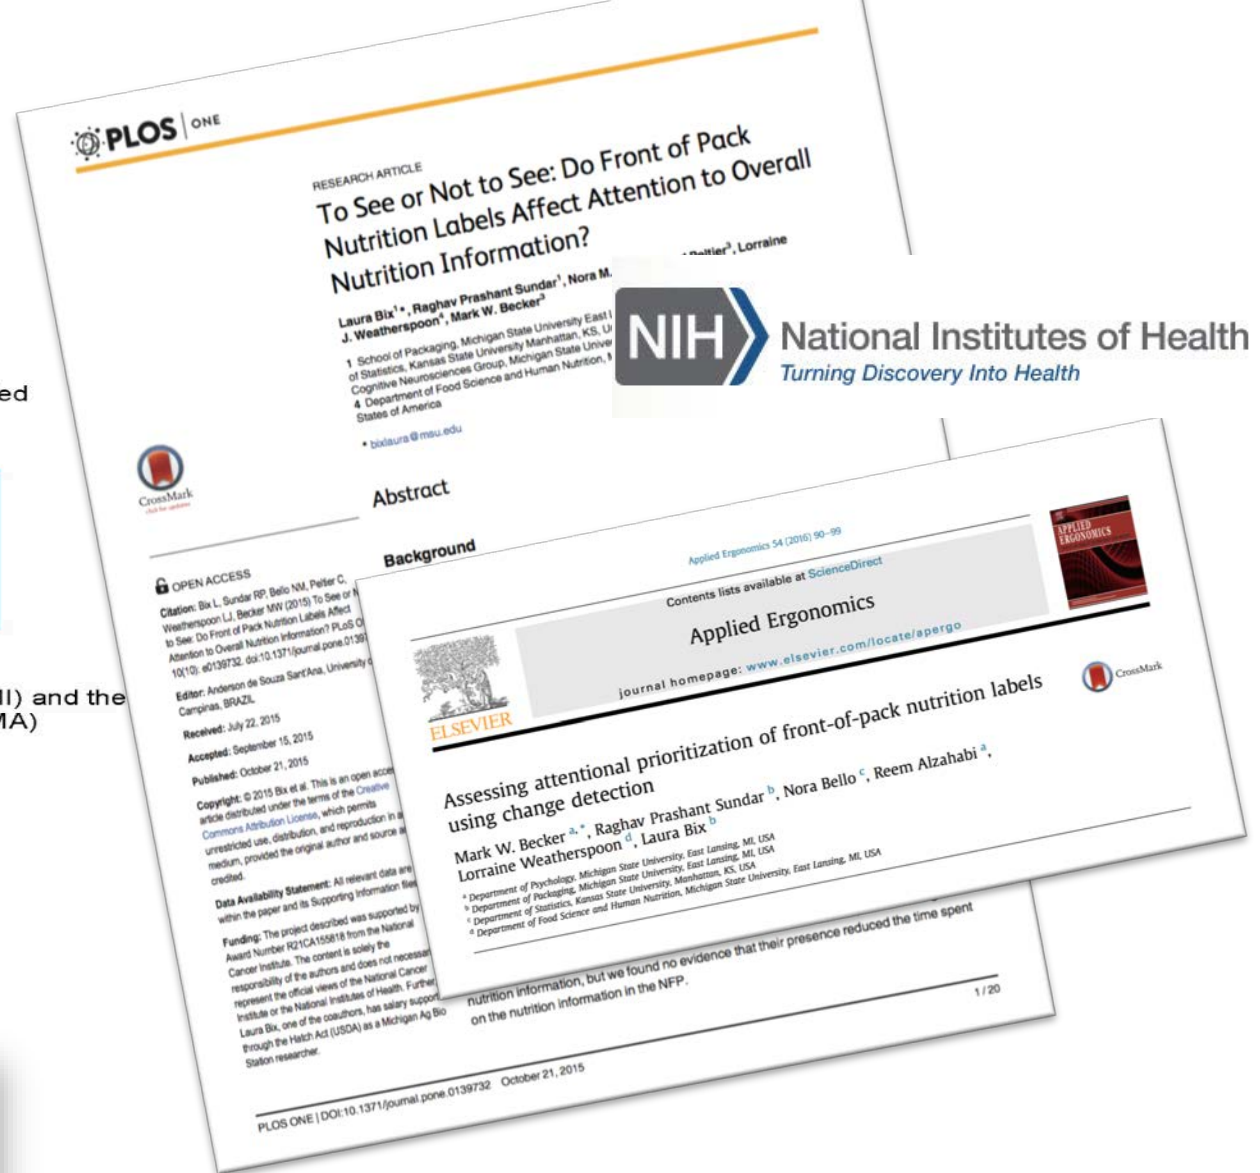 PLOS ONE
RESEARCH ARTICLE
To See or Not to See: Do Front of Pack
Nutrition Labels Affect Attention to Overall
Nutrition Information?
Laura Bix¹*, Raghav Prashant Sundar¹, Nora M. Peltier³, Lorraine
J. Weatherspoon⁴, Mark W. Becker³
1 School of Packaging, Michigan State University East
of Statistics, Kansas State University Manhattan, KS,
Cognitive Neurosciences Group, Michigan State
4 Department of Food Science and Human Nutrition,
States of America
* bixlaura@msu.edu
NIH National Institutes of Health
Turning Discovery Into Health
ed
CrossMark
click for updates
Abstract
Background
ll) and the
MA)
OPEN ACCESS
Citation: Bix L, Sundar RP, Bello NM, Peltier C,
Weatherspoon LJ, Becker MW (2015) To See or
to See: Do Front of Pack Nutrition Labels Affect
Attention to Overall Nutrition Information? PLoS
10(10): e0139732. doi:10.1371/journal.pone.0139
Editor: Anderson de Souza Sant'Ana, University
Campinas, BRAZIL
Received: July 22, 2015
Accepted: September 15, 2015
Published: October 21, 2015
Copyright: © 2015 Bix et al. This is an open
article distributed under the terms of the Creative
Commons Attribution License, which permits
unrestricted use, distribution, and reproduction in
medium, provided the original author and source
credited.
Data Availability Statement: All relevant data are
within the paper and its Supporting Information
Funding: The project described was supported by
Award Number R21CA155818 from the National
Cancer Institute. The content is solely the
responsibility of the authors and does not
represent the official views of the National Cancer
Institute or the National Institutes of Health. Further,
Laura Bix, one of the coauthors, has salary support
through the Hatch Act (USDA) as a Michigan Ag Bio
Station researcher.
Applied Ergonomics 54 (2016) 90–99
Contents lists available at ScienceDirect
Applied Ergonomics
journal homepage: www.elsevier.com/locate/apergo
ELSEVIER
APPLIED
ERGONOMICS
CrossMark
Assessing attentional prioritization of front-of-pack nutrition labels
using change detection
Mark W. Becker a,*, Raghav Prashant Sundar b, Nora Bello c, Reem Alzahabi a,
Lorraine Weatherspoon d, Laura Bix b
a Department of Psychology, Michigan State University, East Lansing, MI, USA
b Department of Packaging, Michigan State University, East Lansing, MI, USA
c Department of Statistics, Kansas State University, Manhattan, KS, USA
d Department of Food Science and Human Nutrition, Michigan State University, East Lansing, MI, USA
nutrition information, but we found no evidence that their presence reduced the time spent
on the nutrition information in the NFP.
PLOS ONE | DOI:10.1371/journal.pone.0139732 October 21, 2015
1 / 20